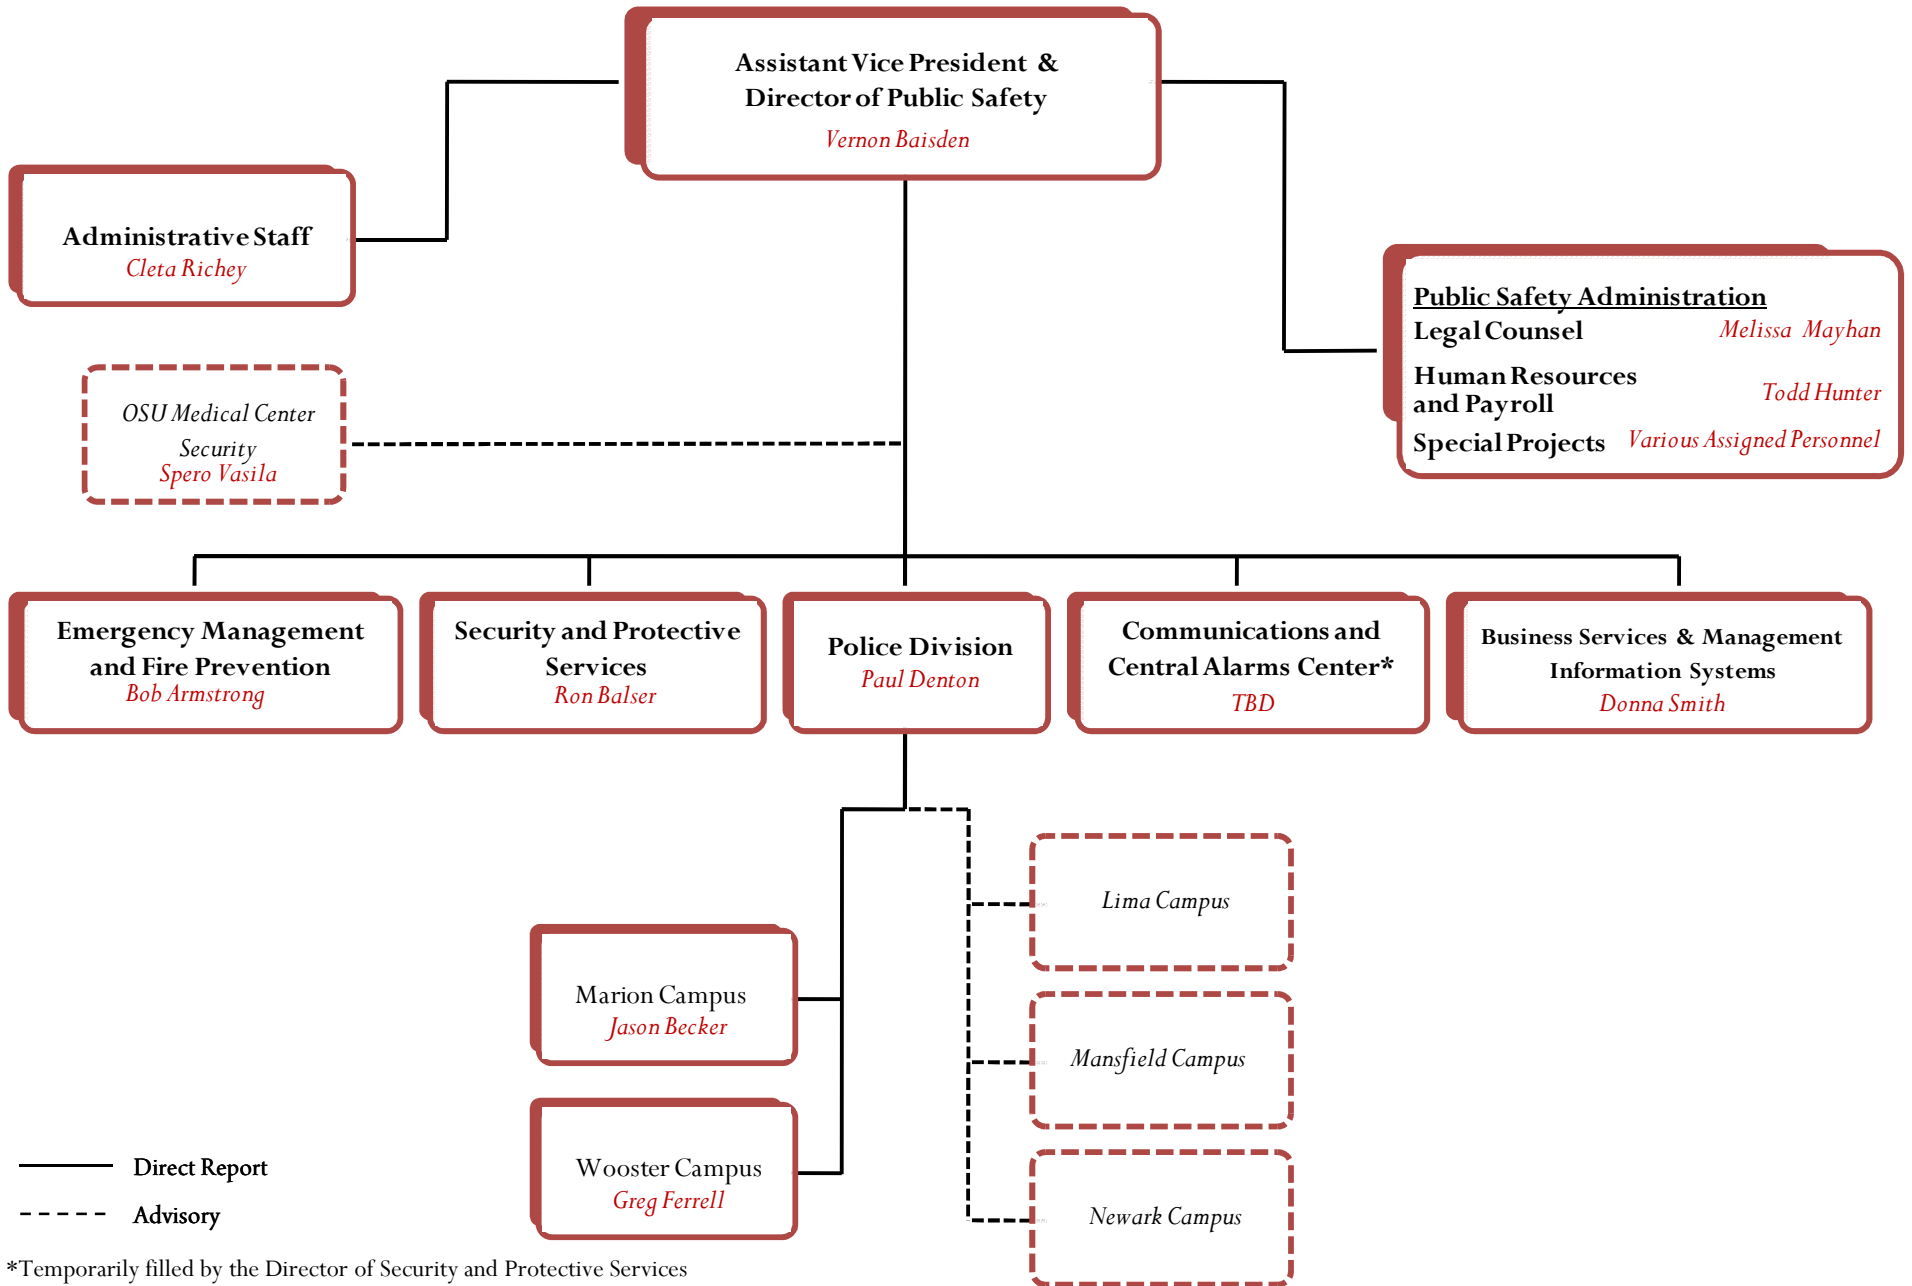 Assistant Vice President &
Director of Public Safety
Vernon Baisden
Administrative Staff
Cleta Richey
Public Safety Administration
Legal Counsel Melissa Mayhan
Human Resources
and Payroll Todd Hunter
Special Projects Various Assigned Personnel
OSU Medical Center
Security
Spero Vasila
Emergency Management
and Fire Prevention
Bob Armstrong
Security and Protective
Services
Ron Balser
Police Division
Paul Denton
Communications and
Central Alarms Center*
TBD
Business Services & Management
Information Systems
Donna Smith
Lima Campus
Marion Campus
Jason Becker
Mansfield Campus
Wooster Campus
Greg Ferrell
Newark Campus
Direct Report
Advisory
*Temporarily filled by the Director of Security and Protective Services